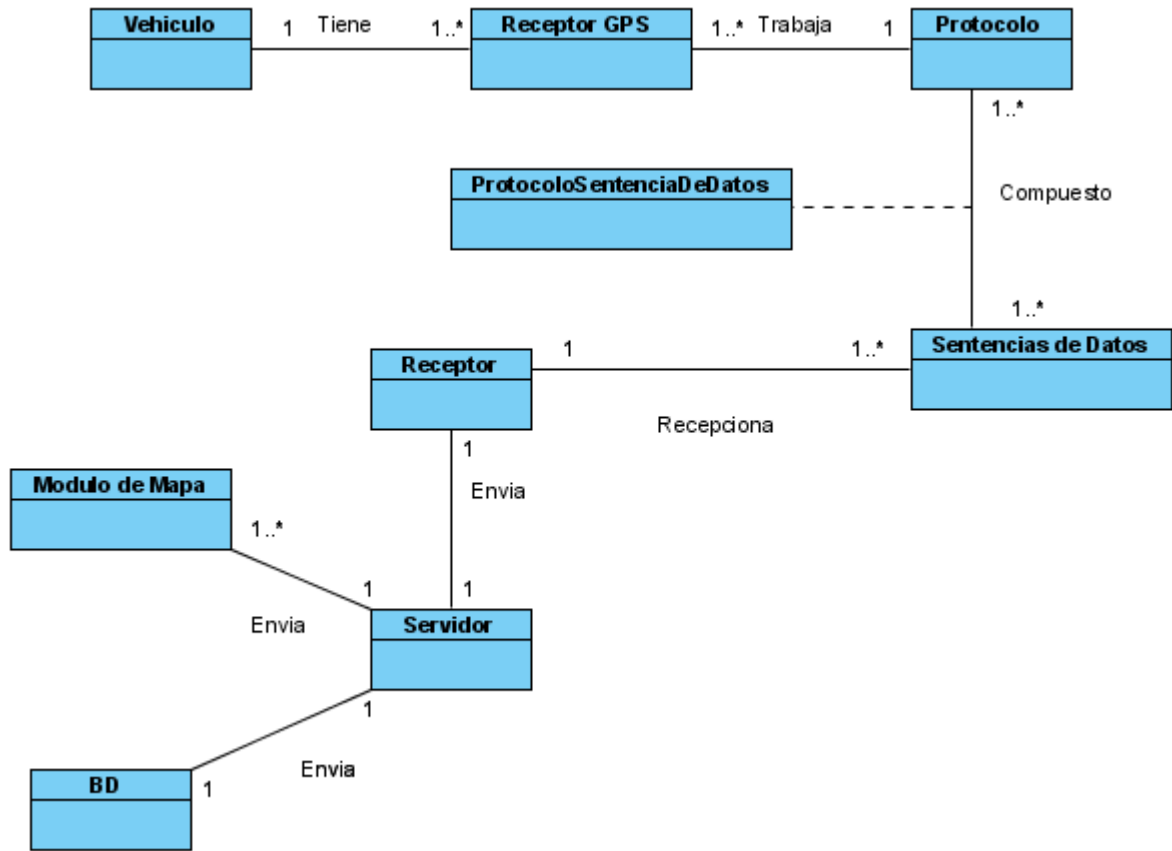 Vehiculo
1
Tiene
1..*
Receptor GPS
1..*
Trabaja
1
Protocolo
1..*
ProtocoloSentenciaDeDatos
Compuesto
1..*
Sentencias de Datos
Receptor
1
1..*
Recepciona
1
Envia
Modulo de Mapa
1..*
1
1
Envia
Servidor
1
Envia
BD
1